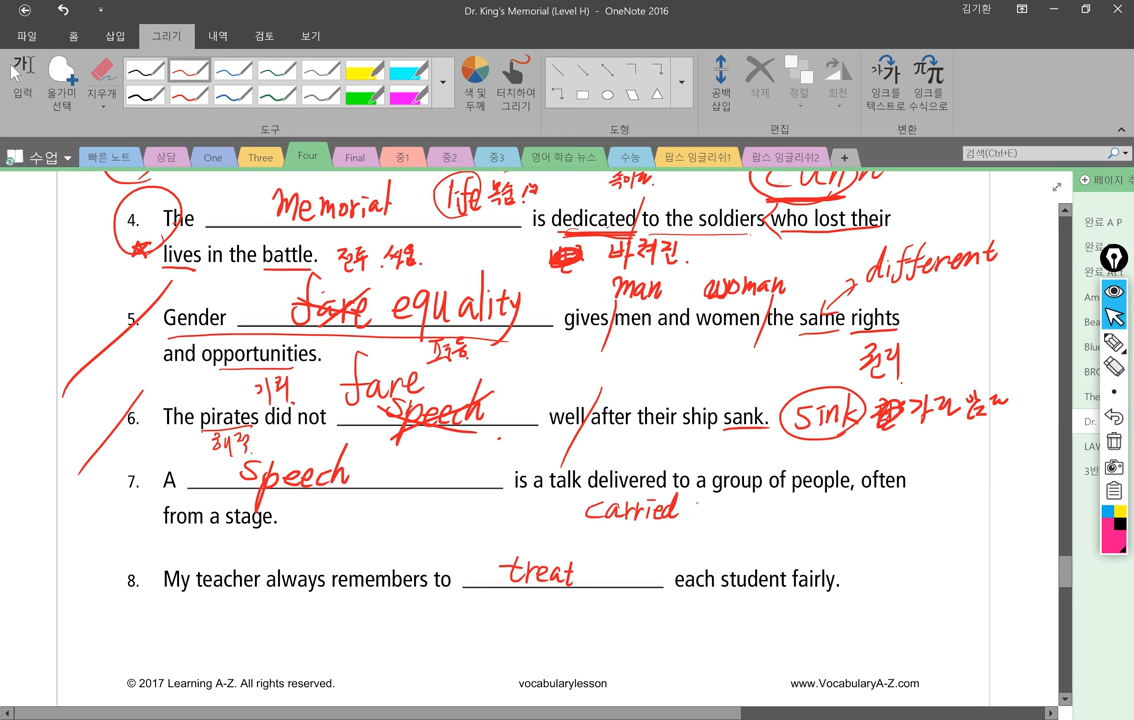 Dr. King's Memorial (Level H) - OneNote 2016
김기환
파일 홈 삽입 그리기 내역 검토 보기
입력
올가미 선택
지우개
색 및 두께
터치하여 그리기
공백 삽입
삭제
정렬
회전
잉크를 텍스트로
잉크를 수식으로
도구 도형 편집 변환
수업 빠른 노트 상담 One Three Four Final 중1 중2 중3 영어 학습 뉴스 수능 팝스 잉글리쉬1 팝스 잉글리쉬2
검색(Ctrl+E)
페이지 추
완료 A P
완료
완료 A
Am
Bea
Blu
BRO
The
Dr.
LAV
3반
life 복습
4. The Memorial is dedicated to the soldiers who lost their
lives in the battle. 전투 싸움. 바쳐진.
man woman different
5. Gender fare equality gives men and women the same rights
and opportunities. 평등 권리
기회 fare
6. The pirates did not speech well after their ship sank. sink 가라앉다
해적
7. A speech is a talk delivered to a group of people, often
from a stage. carried
8. My teacher always remembers to treat each student fairly.
© 2017 Learning A-Z. All rights reserved. vocabularylesson www.VocabularyA-Z.com